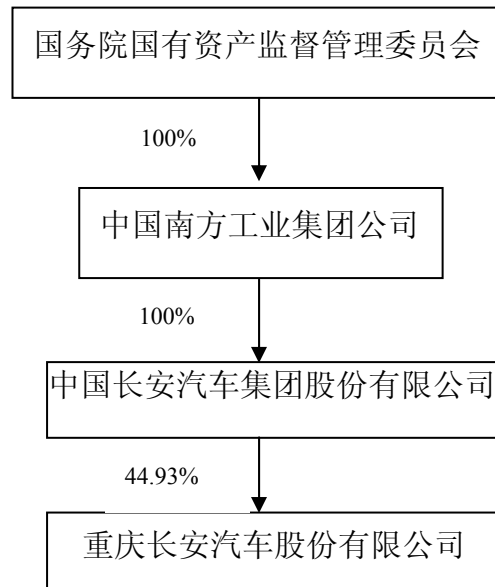 国务院国有资产监督管理委员会
100%
中国南方工业集团公司
100%
中国长安汽车集团股份有限公司
44.93%
重庆长安汽车股份有限公司